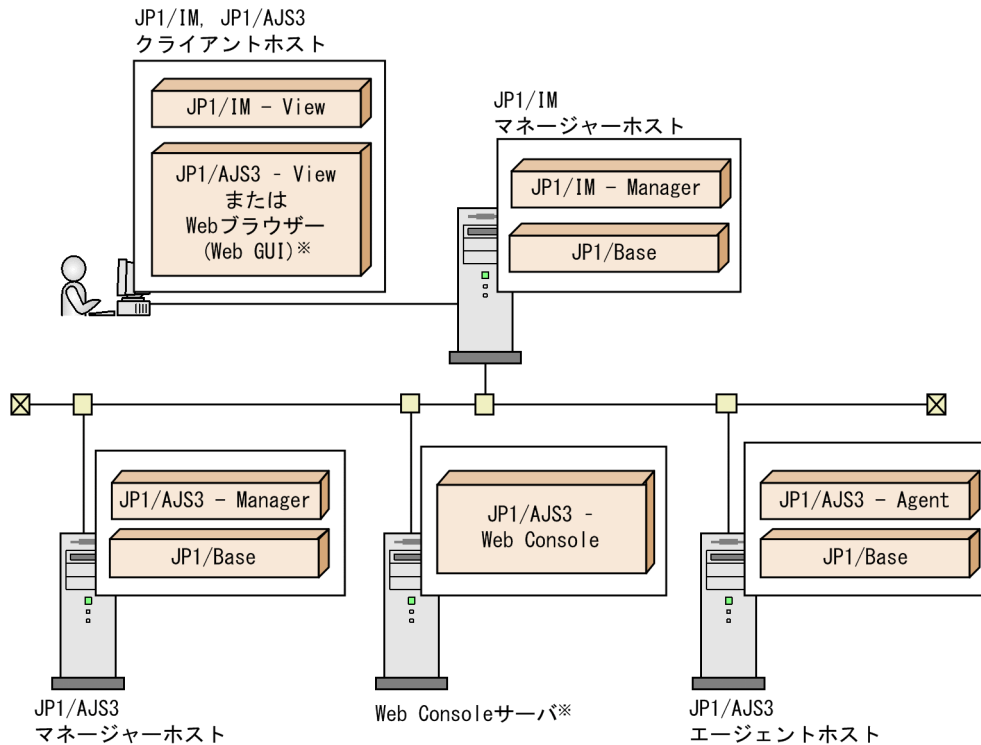 JP1/IM, JP1/AJS3
クライアントホスト
JP1/IM － View
JP1/AJS3 - View
または
Webブラウザー
(Web GUI)※
JP1/IM
マネージャーホスト
JP1/IM － Manager
JP1/Base
JP1/AJS3 － Manager
JP1/Base
JP1/AJS3
マネージャーホスト
JP1/AJS3 -
Web Console
Web Consoleサーバ※
JP1/AJS3 － Agent
JP1/Base
JP1/AJS3
エージェントホスト